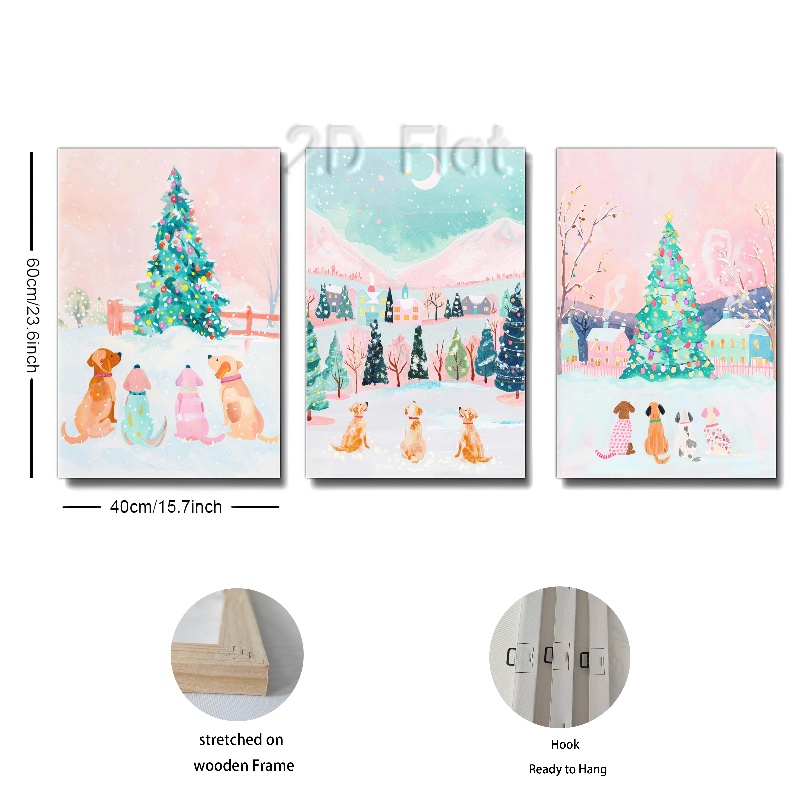 2D Flat
60cm/23.6inch
40cm/15.7inch
stretched on
wooden Frame
Hook
Ready to Hang